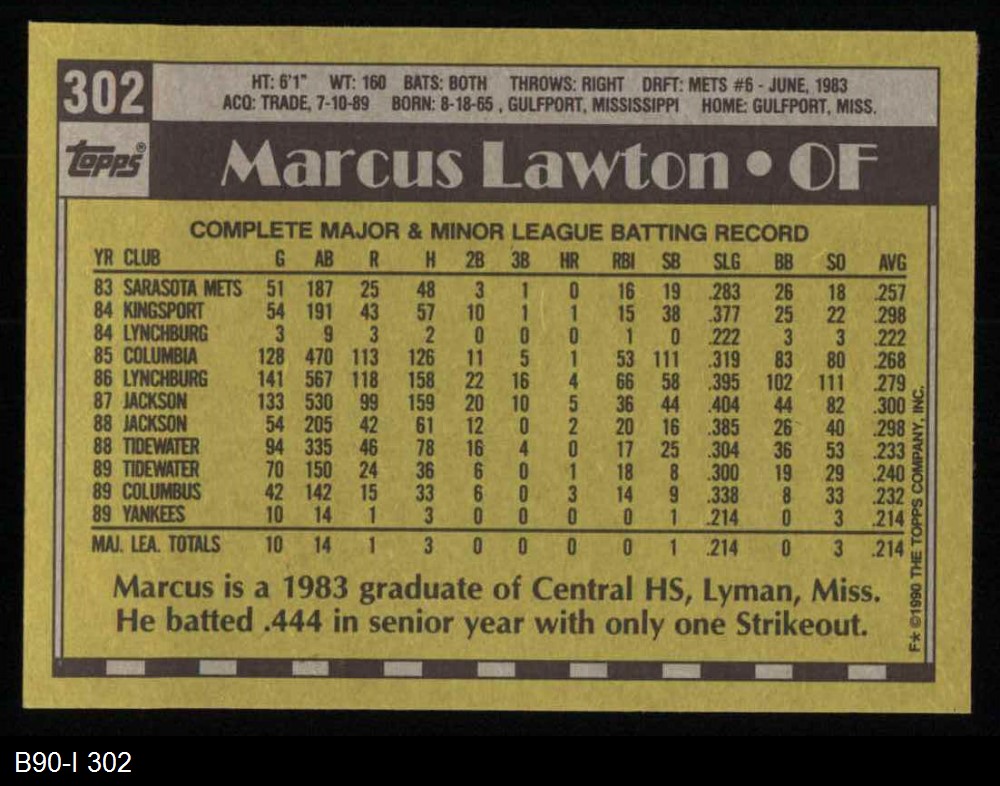 302
HT: 6'1" WT: 160 BATS: BOTH THROWS: RIGHT DRFT: METS #6 - JUNE, 1983
ACQ: TRADE, 7-10-89 BORN: 8-18-65 , GULFPORT, MISSISSIPPI HOME: GULFPORT, MISS.
Topps®
Marcus Lawton • OF
COMPLETE MAJOR & MINOR LEAGUE BATTING RECORD
YR CLUB G AB R H 2B 3B HR RBI SB SLG BB SO AVG
83 SARASOTA METS 51 187 25 48 3 1 0 16 19 .283 26 18 .257
84 KINGSPORT 54 191 43 57 10 1 1 15 38 .377 25 22 .298
84 LYNCHBURG 3 9 3 2 0 0 0 1 0 .222 3 3 .222
85 COLUMBIA 128 470 113 126 11 5 1 53 111 .319 83 80 .268
86 LYNCHBURG 141 567 118 158 22 16 4 66 58 .395 102 111 .279
87 JACKSON 133 530 99 159 20 10 5 36 44 .404 44 82 .300
88 JACKSON 54 205 42 61 12 0 2 20 16 .385 26 40 .298
88 TIDEWATER 94 335 46 78 16 4 0 17 25 .304 36 53 .233
89 TIDEWATER 70 150 24 36 6 0 1 18 8 .300 19 29 .240
89 COLUMBUS 42 142 15 33 6 0 3 14 9 .338 8 33 .232
89 YANKEES 10 14 1 3 0 0 0 0 1 .214 0 3 .214
MAJ. LEA. TOTALS 10 14 1 3 0 0 0 0 1 .214 0 3 .214
Marcus is a 1983 graduate of Central HS, Lyman, Miss.
He batted .444 in senior year with only one Strikeout.
F* ©1990 THE TOPPS COMPANY, INC.
B90-I 302